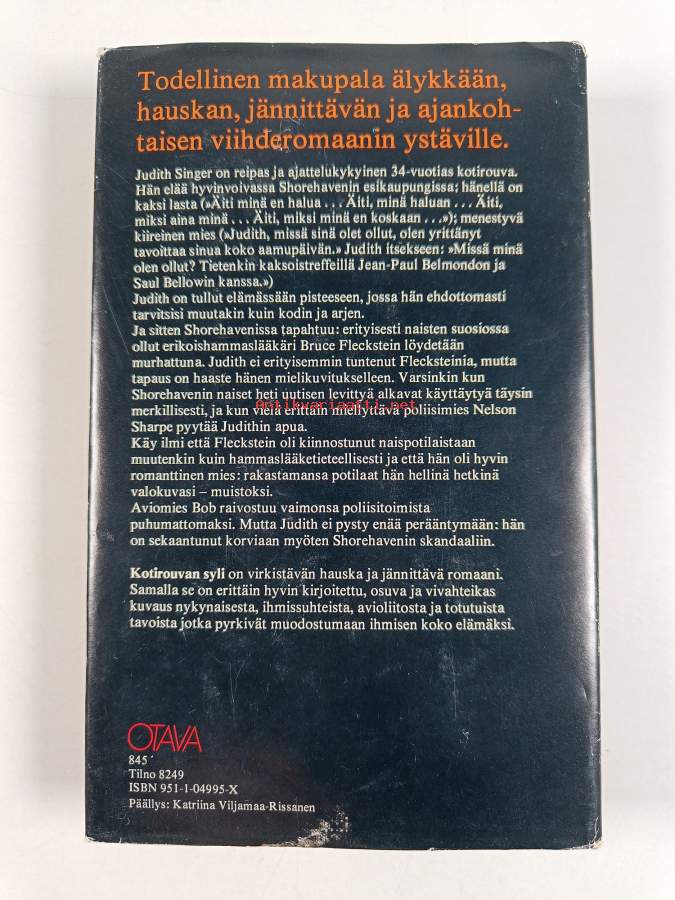 Todellinen makupala älykkään,
hauskan, jännittävän ja ajankoh-
taisen viihderomaanin ystäville.
Judith Singer on reipas ja ajattelukykyinen 34-vuotias kotirouva.
Hän elää hyvinvoivassa Shorehavenin esikaupungissa; hänellä on
kaksi lasta (»Äiti minä en halua . . . Äiti, minä haluan . . . Äiti,
miksi aina minä . . . Äiti, miksi minä en koskaan . . .»); menestyvä
kiireinen mies (»Judith, missä sinä olet ollut, olen yrittänyt
tavoittaa sinua koko aamupäivän.» Judith itsekseen: »Missä minä
olen ollut? Tietenkin kaksoistreffeillä Jean-Paul Belmondon ja
Saul Bellowin kanssa.»)
Judith on tullut elämässään pisteeseen, jossa hän ehdottomasti
tarvitsisi muutakin kuin kodin ja arjen.
Ja sitten Shorehavenissa tapahtuu: erityisesti naisten suosiossa
ollut erikoishammaslääkäri Bruce Fleckstein löydetään
murhattuna. Judith ei erityisemmin tuntenut Flecksteinia, mutta
tapaus on haaste hänen mielikuvitukselleen. Varsinkin kun
Shorehavenin naiset heti uutisen levittyä alkavat käyttäytyä täysin
merkillisesti, ja kun vielä erittäin miellyttävä poliisimies Nelson
Sharpe pyytää Judithin apua.
Antikvariaatti.net
Käy ilmi että Fleckstein oli kiinnostunut naispotilaistaan
muutenkin kuin hammaslääketieteellisesti ja että hän oli hyvin
romanttinen mies: rakastamansa potilaat hän hellinä hetkinä
valokuvasi – muistoksi.
Aviomies Bob raivostuu vaimonsa poliisitoimista
puhumattomaksi. Mutta Judith ei pysty enää perääntymään: hän
on sekaantunut korviaan myöten Shorehavenin skandaaliin.
Kotirouvan syli on virkistävän hauska ja jännittävä romaani.
Samalla se on erittäin hyvin kirjoitettu, osuva ja vivahteikas
kuvaus nykynaisesta, ihmissuhteista, avioliitosta ja totutuista
tavoista jotka pyrkivät muodostumaan ihmisen koko elämäksi.
OTAVA
845
Tilno 8249
ISBN 951-1-04995-X
Päällys: Katriina Viljamaa-Rissanen